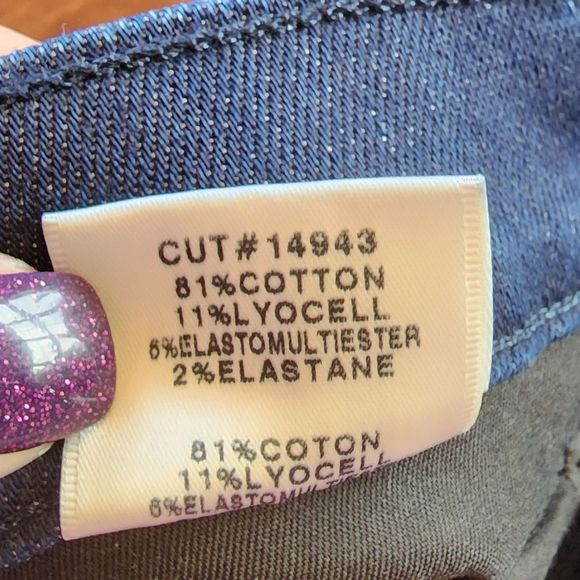 CUT#14943
81%COTTON
11%LYOCELL
6%ELASTOMULTIESTER
2%ELASTANE
81%COTON
11%LYOCELL